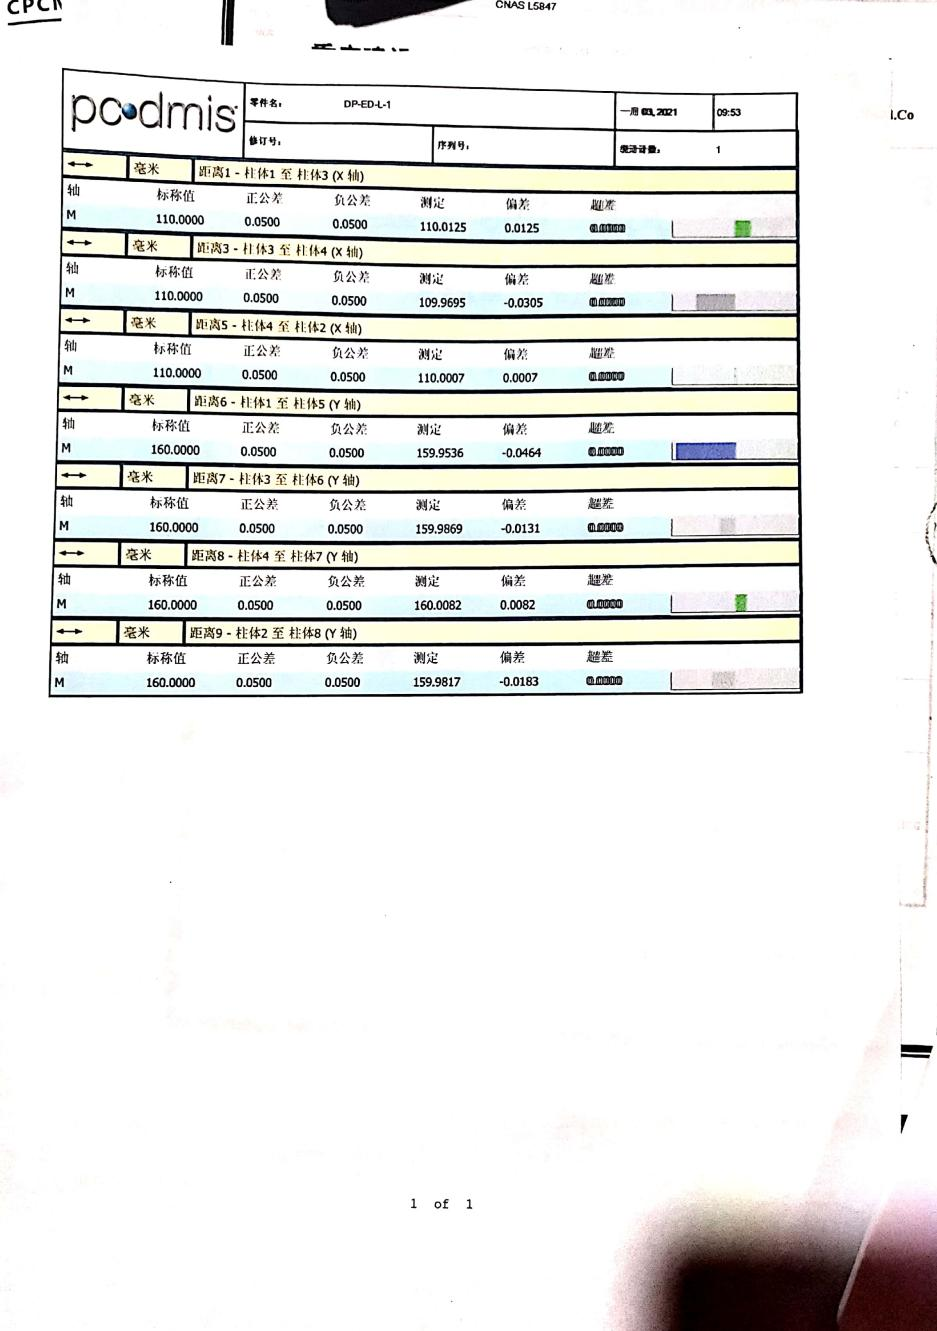 CNAS L5847
pc•dmis
零件名： DP-ED-L-1 一月 03, 2021 09:53
修订号： 序列号： 1
毫米 距离1 - 柱体1 至 柱体3 (X 轴)
轴 标称值 正公差 负公差 测定 偏差 超差
M 110.0000 0.0500 0.0500 110.0125 0.0125 0.0000
毫米 距离3 - 柱体3 至 柱体4 (X 轴)
轴 标称值 正公差 负公差 测定 偏差 超差
M 110.0000 0.0500 0.0500 109.9695 -0.0305 0.0000
毫米 距离5 - 柱体4 至 柱体2 (X 轴)
轴 标称值 正公差 负公差 测定 偏差 超差
M 110.0000 0.0500 0.0500 110.0007 0.0007 0.0000
毫米 距离6 - 柱体1 至 柱体5 (Y 轴)
轴 标称值 正公差 负公差 测定 偏差 超差
M 160.0000 0.0500 0.0500 159.9536 -0.0464 0.0000
毫米 距离7 - 柱体3 至 柱体6 (Y 轴)
轴 标称值 正公差 负公差 测定 偏差 超差
M 160.0000 0.0500 0.0500 159.9869 -0.0131 0.0000
毫米 距离8 - 柱体4 至 柱体7 (Y 轴)
轴 标称值 正公差 负公差 测定 偏差 超差
M 160.0000 0.0500 0.0500 160.0082 0.0082 0.0000
毫米 距离9 - 柱体2 至 柱体8 (Y 轴)
轴 标称值 正公差 负公差 测定 偏差 超差
M 160.0000 0.0500 0.0500 159.9817 -0.0183 0.0000
1 of 1